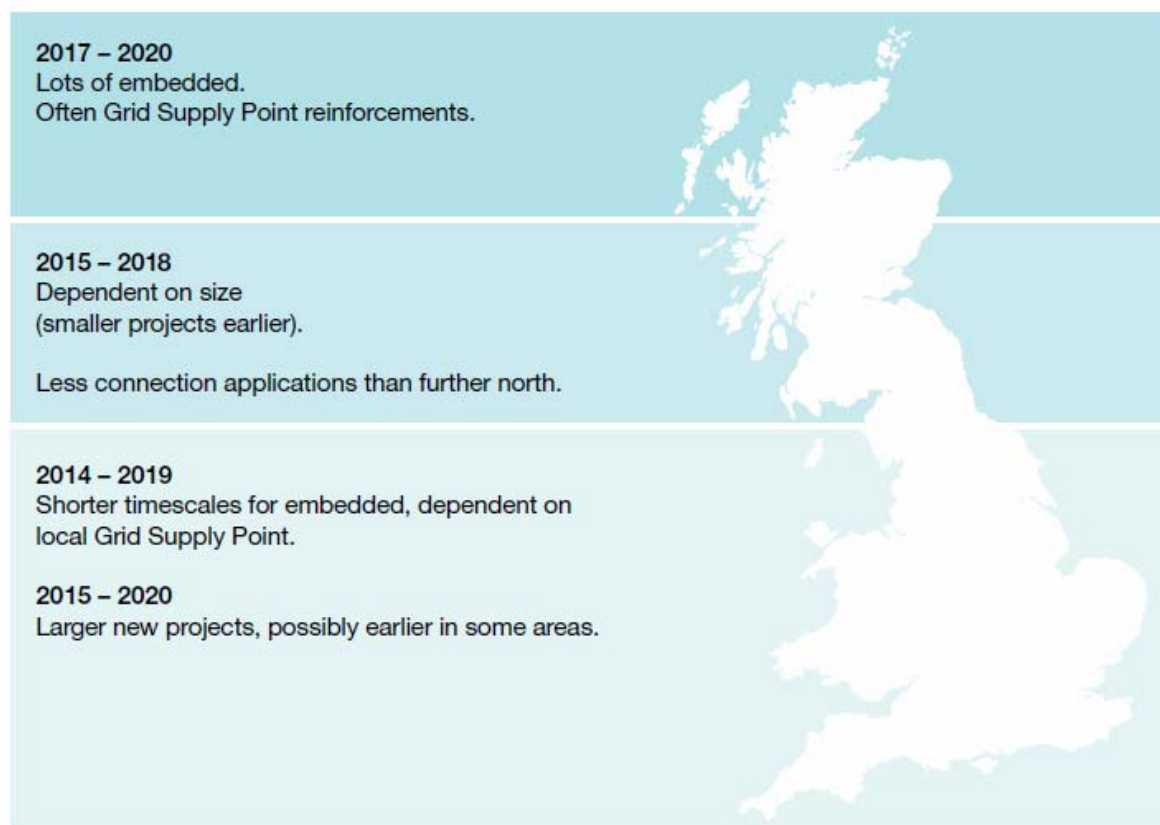 2017 – 2020
Lots of embedded.
Often Grid Supply Point reinforcements.
2015 – 2018
Dependent on size
(smaller projects earlier).
Less connection applications than further north.
2014 – 2019
Shorter timescales for embedded, dependent on
local Grid Supply Point.
2015 – 2020
Larger new projects, possibly earlier in some areas.